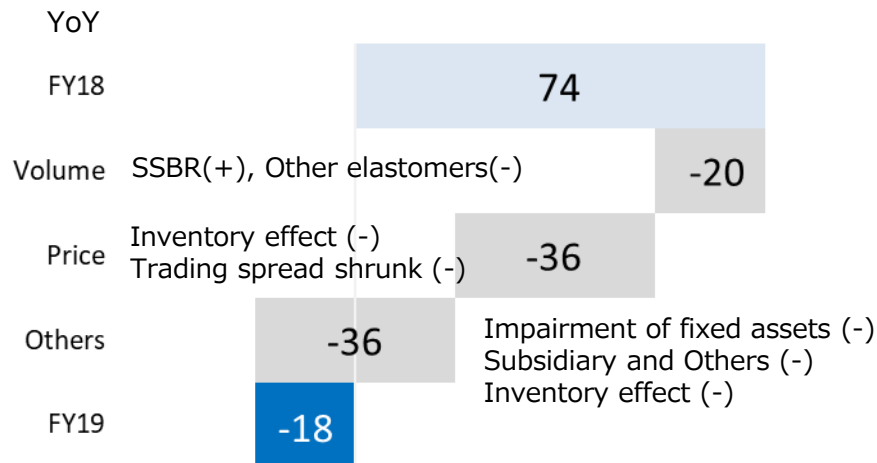 YoY
FY18 74
Volume SSBR(+), Other elastomers(-) -20
Price Inventory effect (-)
Trading spread shrunk (-) -36
Others -36 Impairment of fixed assets (-)
Subsidiary and Others (-)
Inventory effect (-)
FY19 -18